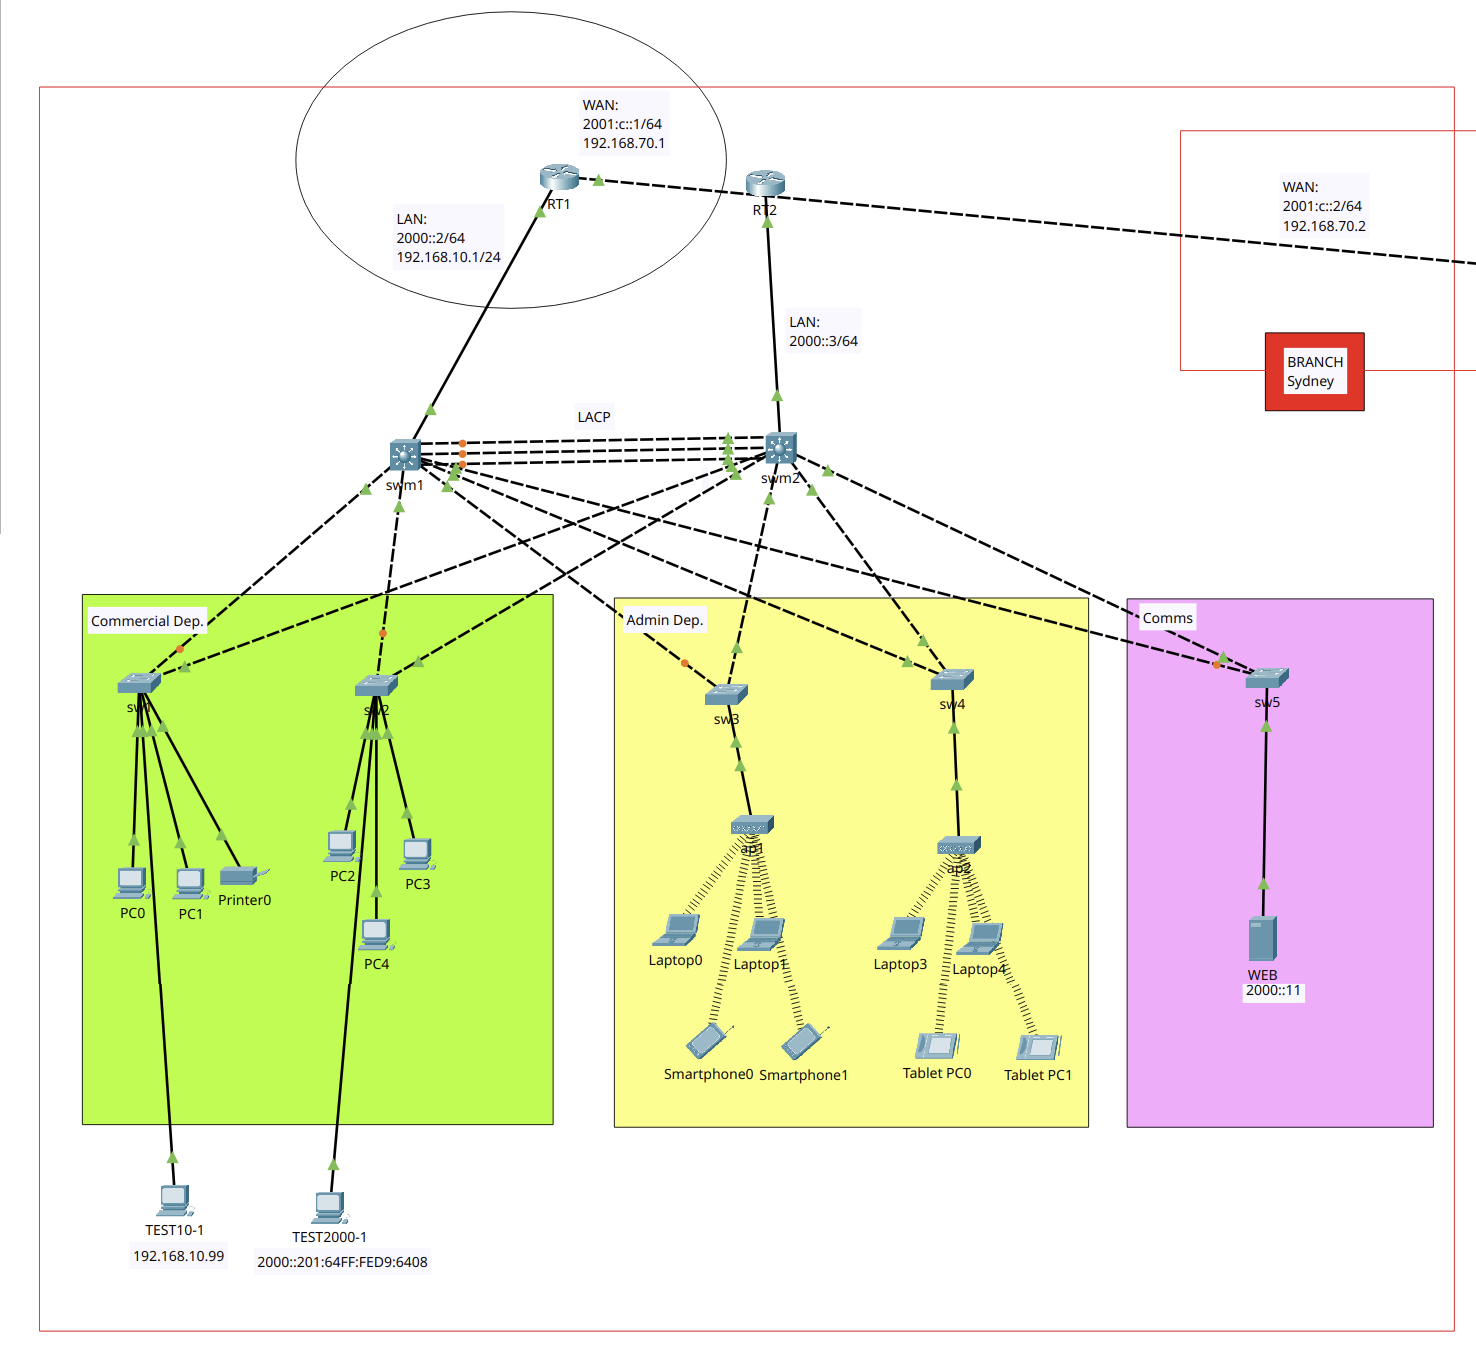 WAN:
2001:c::1/64
192.168.70.1
RT1
RT2
LAN:
2000::2/64
192.168.10.1/24
WAN:
2001:c::2/64
192.168.70.2
LAN:
2000::3/64
BRANCH
Sydney
LACP
swm1
swm2
Commercial Dep.
Admin Dep.
Comms
sw1
sw2
sw3
sw4
sw5
ap1
ap2
PC0
PC1
Printer0
PC2
PC3
PC4
Laptop0
Laptop1
Laptop3
Laptop4
WEB
2000::11
Smartphone0
Smartphone1
Tablet PC0
Tablet PC1
TEST10-1
192.168.10.99
TEST2000-1
2000::201:64FF:FED9:6408